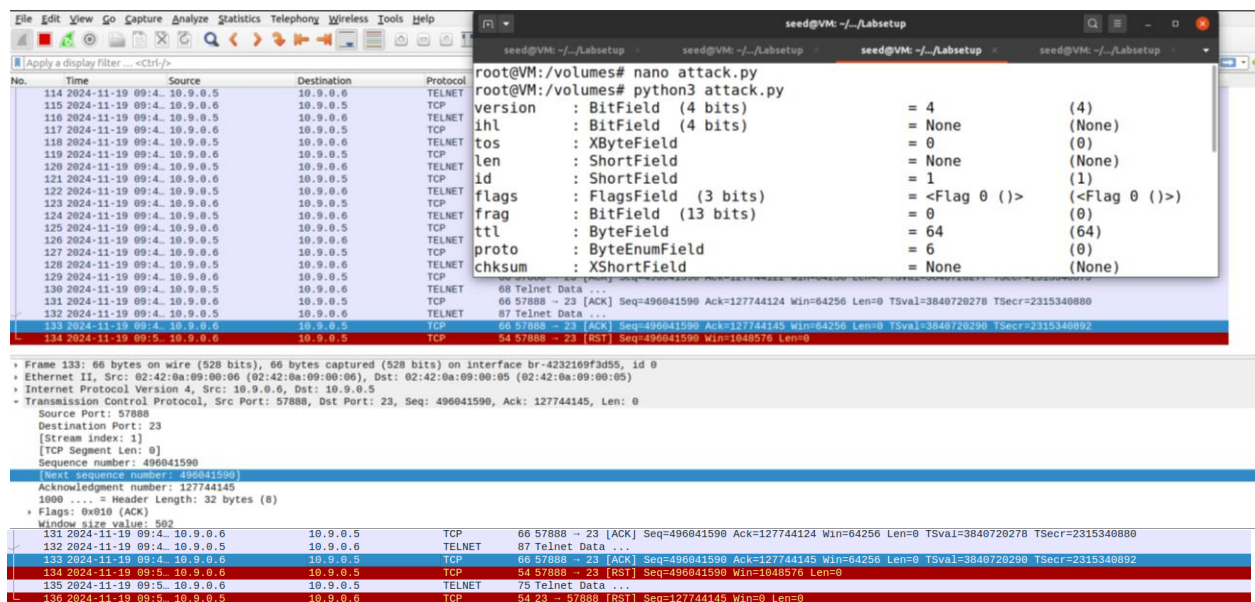 File Edit View Go Capture Analyze Statistics Telephony Wireless Tools Help
Apply a display filter ... <Ctrl-/>
No. Time Source Destination Protocol
114 2024-11-19 09:4… 10.9.0.5 10.9.0.6 TELNET
115 2024-11-19 09:4… 10.9.0.6 10.9.0.5 TCP
116 2024-11-19 09:4… 10.9.0.5 10.9.0.6 TELNET
117 2024-11-19 09:4… 10.9.0.6 10.9.0.5 TCP
118 2024-11-19 09:4… 10.9.0.5 10.9.0.6 TELNET
119 2024-11-19 09:4… 10.9.0.6 10.9.0.5 TCP
120 2024-11-19 09:4… 10.9.0.5 10.9.0.6 TELNET
121 2024-11-19 09:4… 10.9.0.6 10.9.0.5 TCP
122 2024-11-19 09:4… 10.9.0.5 10.9.0.6 TELNET
123 2024-11-19 09:4… 10.9.0.6 10.9.0.5 TCP
124 2024-11-19 09:4… 10.9.0.5 10.9.0.6 TELNET
125 2024-11-19 09:4… 10.9.0.6 10.9.0.5 TCP
126 2024-11-19 09:4… 10.9.0.5 10.9.0.6 TELNET
127 2024-11-19 09:4… 10.9.0.6 10.9.0.5 TCP
128 2024-11-19 09:4… 10.9.0.5 10.9.0.6 TELNET
129 2024-11-19 09:4… 10.9.0.6 10.9.0.5 TCP
130 2024-11-19 09:4… 10.9.0.5 10.9.0.6 TELNET 68 Telnet Data ...
131 2024-11-19 09:4… 10.9.0.6 10.9.0.5 TCP 66 57888 → 23 [ACK] Seq=496041590 Ack=127744124 Win=64256 Len=0 TSval=3840720278 TSecr=2315340880
132 2024-11-19 09:4… 10.9.0.5 10.9.0.6 TELNET 87 Telnet Data ...
133 2024-11-19 09:4… 10.9.0.6 10.9.0.5 TCP 66 57888 → 23 [ACK] Seq=496041590 Ack=127744145 Win=64256 Len=0 TSval=3840720290 TSecr=2315340892
134 2024-11-19 09:5… 10.9.0.6 10.9.0.5 TCP 54 57888 → 23 [RST] Seq=496041590 Win=1048576 Len=0
seed@VM: ~/.../Labsetup
seed@VM: ~/.../Labsetup seed@VM: ~/.../Labsetup seed@VM: ~/.../Labsetup seed@VM: ~/.../Labsetup
root@VM:/volumes# nano attack.py
root@VM:/volumes# python3 attack.py
version : BitField (4 bits) = 4 (4)
ihl : BitField (4 bits) = None (None)
tos : XByteField = 0 (0)
len : ShortField = None (None)
id : ShortField = 1 (1)
flags : FlagsField (3 bits) = <Flag 0 ()> (<Flag 0 ()>)
frag : BitField (13 bits) = 0 (0)
ttl : ByteField = 64 (64)
proto : ByteEnumField = 6 (0)
chksum : XShortField = None (None)
Frame 133: 66 bytes on wire (528 bits), 66 bytes captured (528 bits) on interface br-4232169f3d55, id 0
Ethernet II, Src: 02:42:0a:09:00:06 (02:42:0a:09:00:06), Dst: 02:42:0a:09:00:05 (02:42:0a:09:00:05)
Internet Protocol Version 4, Src: 10.9.0.6, Dst: 10.9.0.5
Transmission Control Protocol, Src Port: 57888, Dst Port: 23, Seq: 496041590, Ack: 127744145, Len: 0
Source Port: 57888
Destination Port: 23
[Stream index: 1]
[TCP Segment Len: 0]
Sequence number: 496041590
[Next sequence number: 496041590]
Acknowledgment number: 127744145
1000 .... = Header Length: 32 bytes (8)
Flags: 0x010 (ACK)
Window size value: 502
131 2024-11-19 09:4… 10.9.0.6 10.9.0.5 TCP 66 57888 → 23 [ACK] Seq=496041590 Ack=127744124 Win=64256 Len=0 TSval=3840720278 TSecr=2315340880
132 2024-11-19 09:4… 10.9.0.5 10.9.0.6 TELNET 87 Telnet Data ...
133 2024-11-19 09:4… 10.9.0.6 10.9.0.5 TCP 66 57888 → 23 [ACK] Seq=496041590 Ack=127744145 Win=64256 Len=0 TSval=3840720290 TSecr=2315340892
134 2024-11-19 09:5… 10.9.0.6 10.9.0.5 TCP 54 57888 → 23 [RST] Seq=496041590 Win=1048576 Len=0
135 2024-11-19 09:5… 10.9.0.6 10.9.0.5 TELNET 75 Telnet Data ...
136 2024-11-19 09:5… 10.9.0.5 10.9.0.6 TCP 54 23 → 57888 [RST] Seq=127744145 Win=0 Len=0